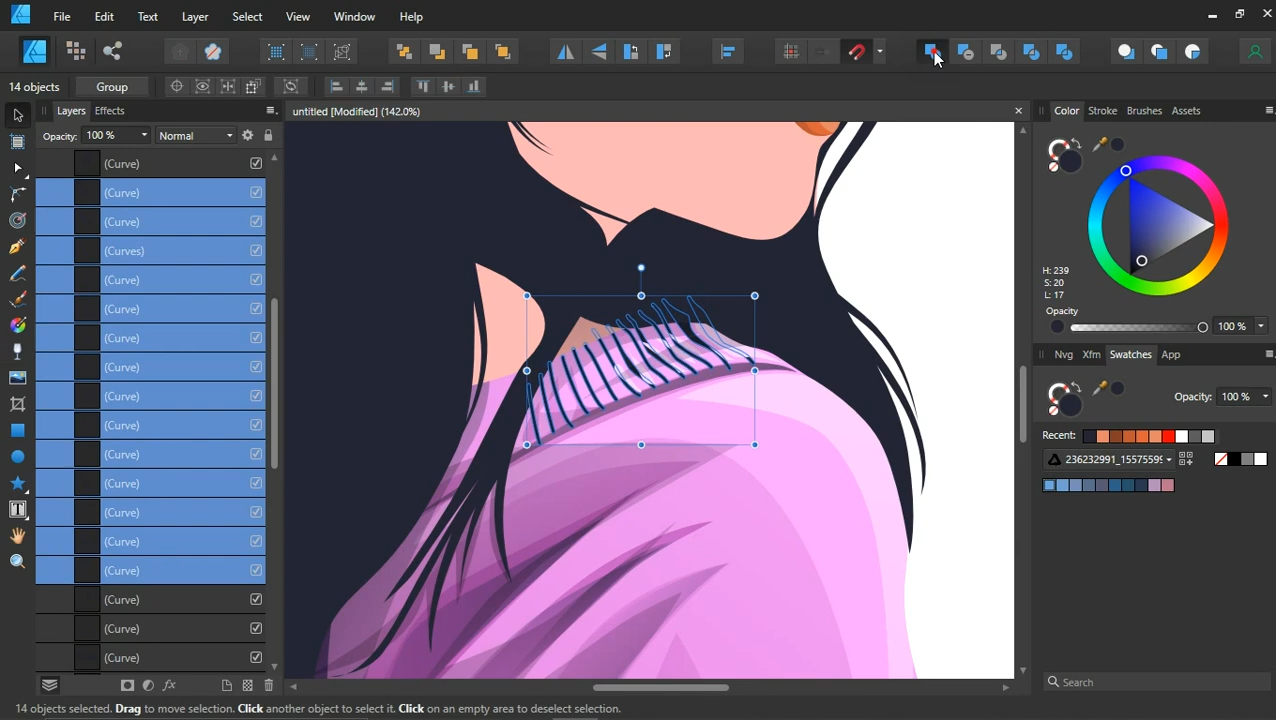 File Edit Text Layer Select View Window Help
14 objects Group
Layers Effects
untitled [Modified] (142.0%)
Color Stroke Brushes Assets
Opacity: 100 % Normal
(Curve)
(Curve)
(Curve)
(Curves)
(Curve)
(Curve)
(Curve)
(Curve)
(Curve)
(Curve)
(Curve)
(Curve)
(Curve)
(Curve)
(Curve)
(Curve)
(Curve)
(Curve)
H: 239
S: 20
L: 17
Opacity
100 %
Nvg Xfm Swatches App
Opacity: 100 %
Recent:
236232991_1557559
Search
14 objects selected. Drag to move selection. Click another object to select it. Click on an empty area to deselect selection.